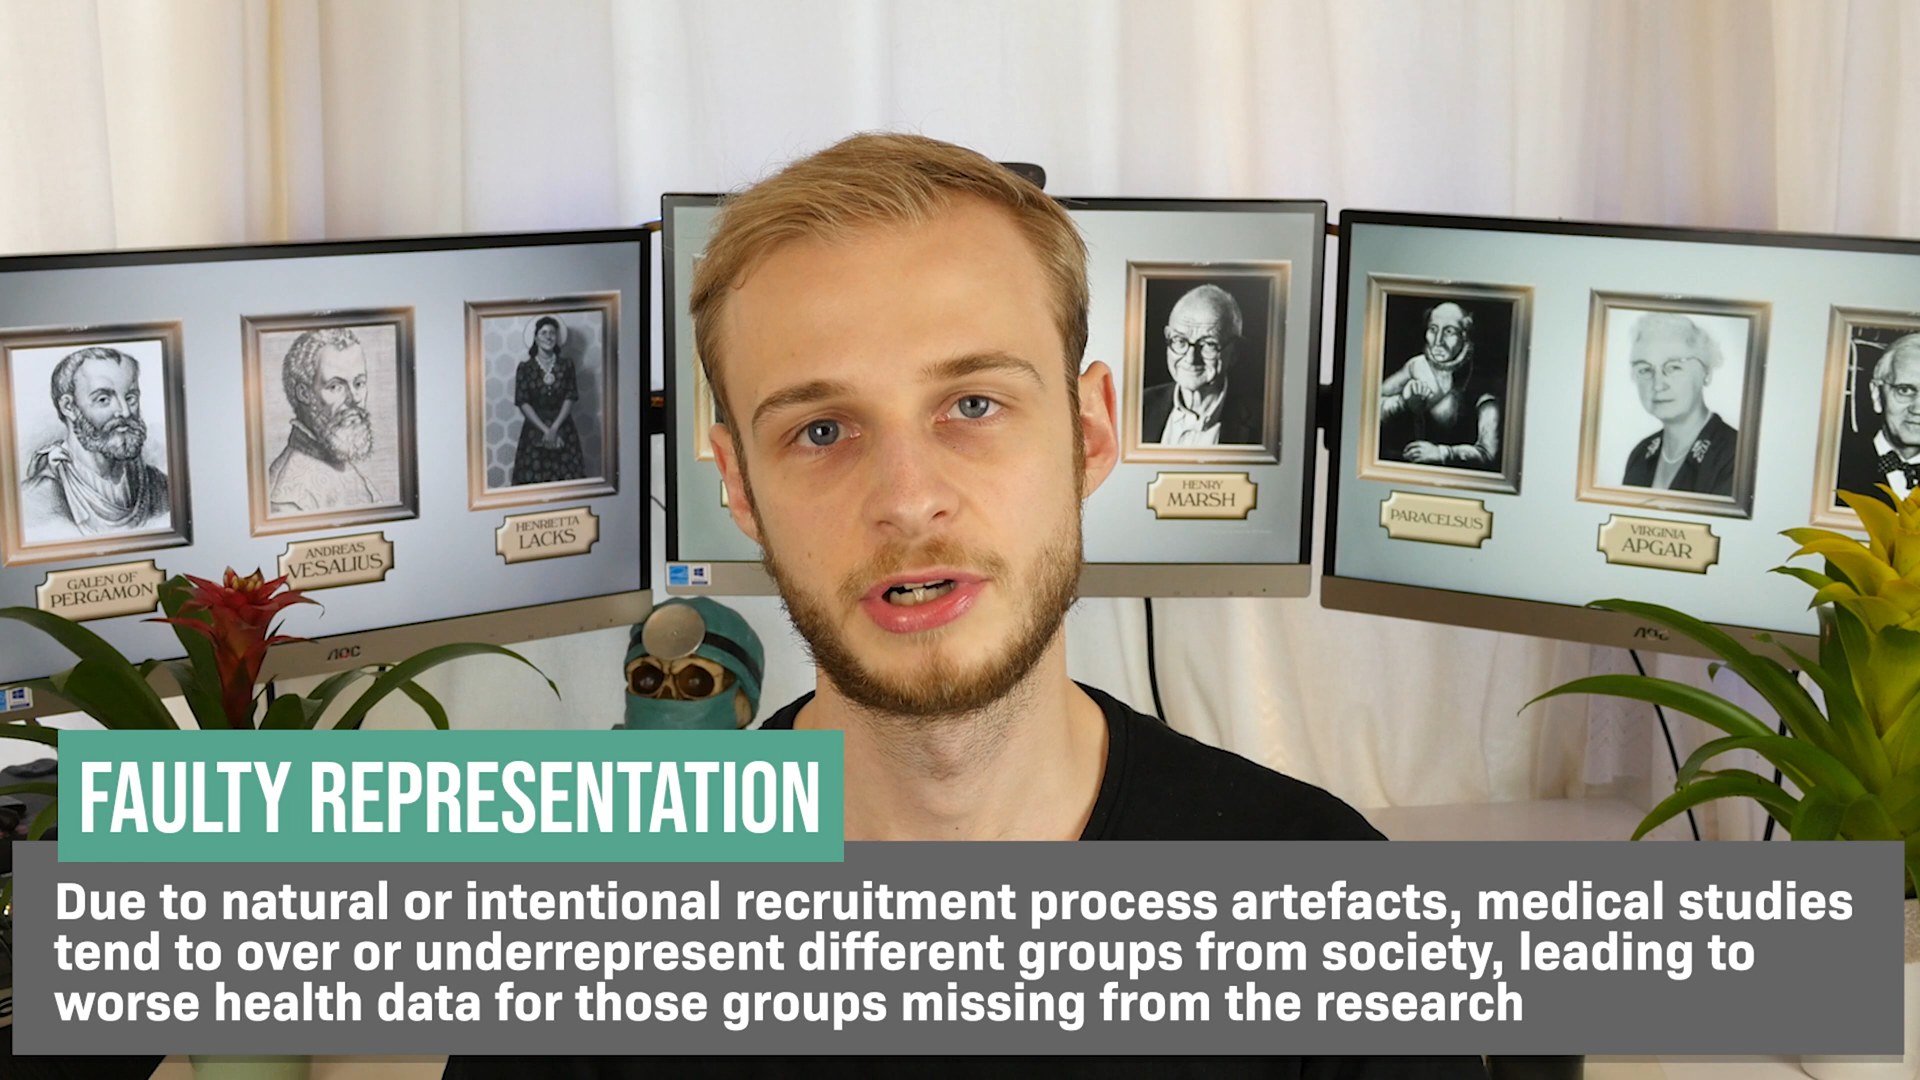 GALEN OF
PERGAMON
ANDREAS
VESALIUS
HENRIETTA
LACKS
HENRY
MARSH
PARACELSUS
VIRGINIA
APGAR
AOC
AOC
FAULTY REPRESENTATION
Due to natural or intentional recruitment process artefacts, medical studies
tend to over or underrepresent different groups from society, leading to
worse health data for those groups missing from the research